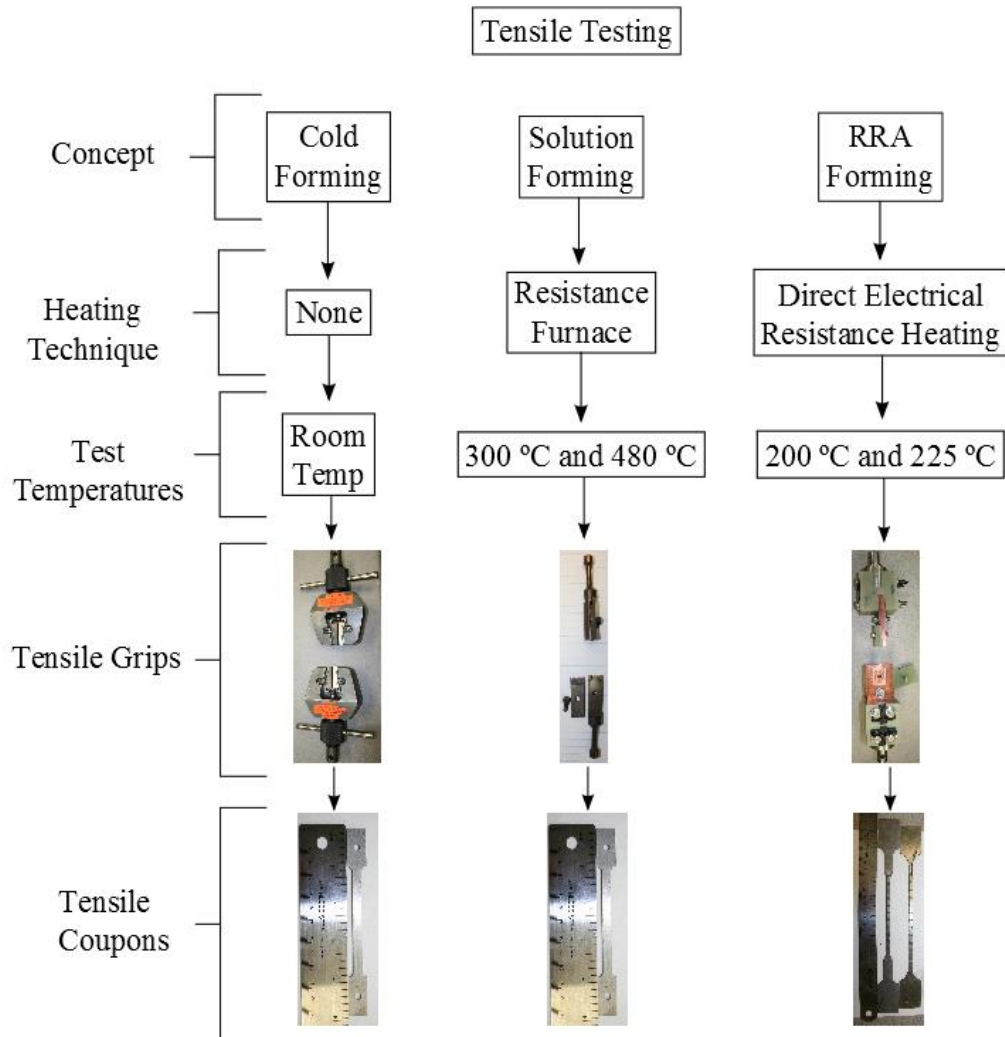 Tensile Testing
Concept
Cold
Forming
Solution
Forming
RRA
Forming
Heating
Technique
None
Resistance
Furnace
Direct Electrical
Resistance Heating
Test
Temperatures
Room
Temp
300 ºC and 480 ºC
200 ºC and 225 ºC
Tensile Grips
Tensile
Coupons